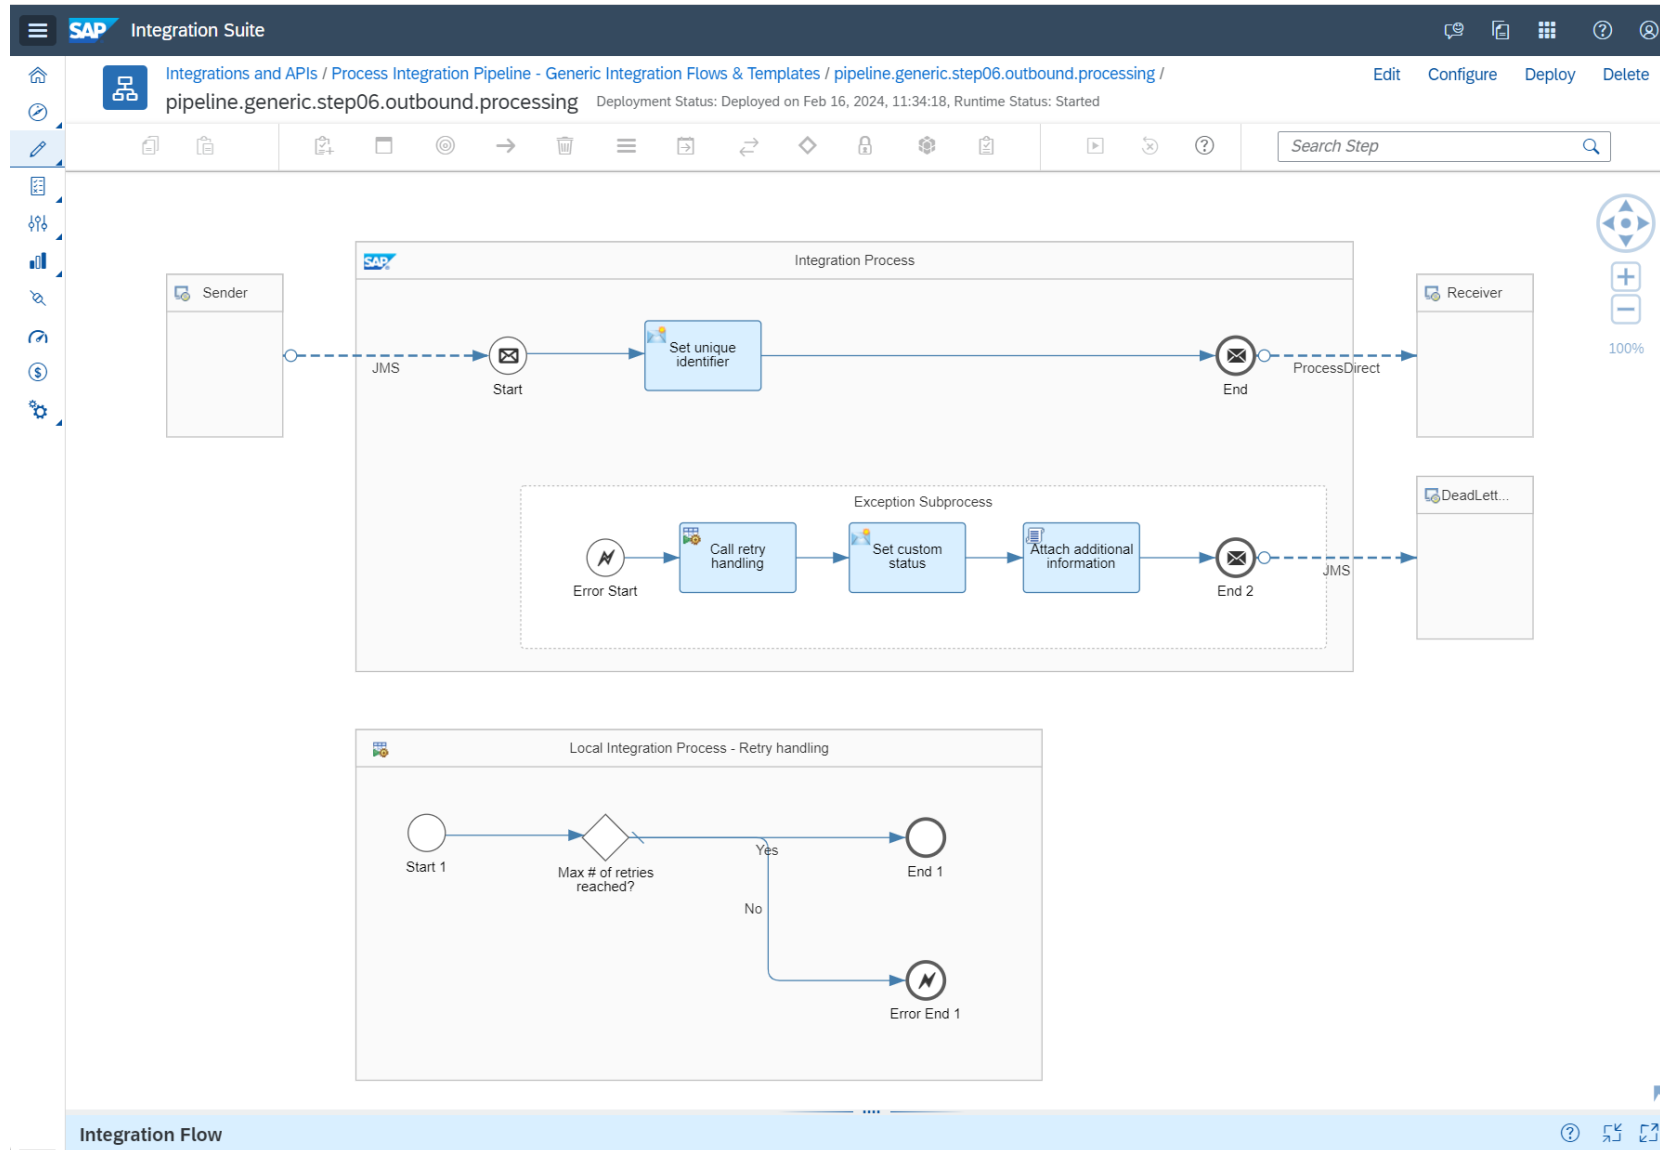 SAP Integration Suite
Integrations and APIs / Process Integration Pipeline - Generic Integration Flows & Templates / pipeline.generic.step06.outbound.processing /
pipeline.generic.step06.outbound.processing Deployment Status: Deployed on Feb 16, 2024, 11:34:18, Runtime Status: Started
Edit Configure Deploy Delete
Search Step
100%
SAP Integration Process
Sender
Receiver
JMS
Start
Set unique
identifier
End
ProcessDirect
Exception Subprocess
DeadLett...
Error Start
Call retry
handling
Set custom
status
Attach additional
information
End 2
JMS
Local Integration Process - Retry handling
Start 1
Max # of retries
reached?
Yes
No
End 1
Error End 1
Integration Flow